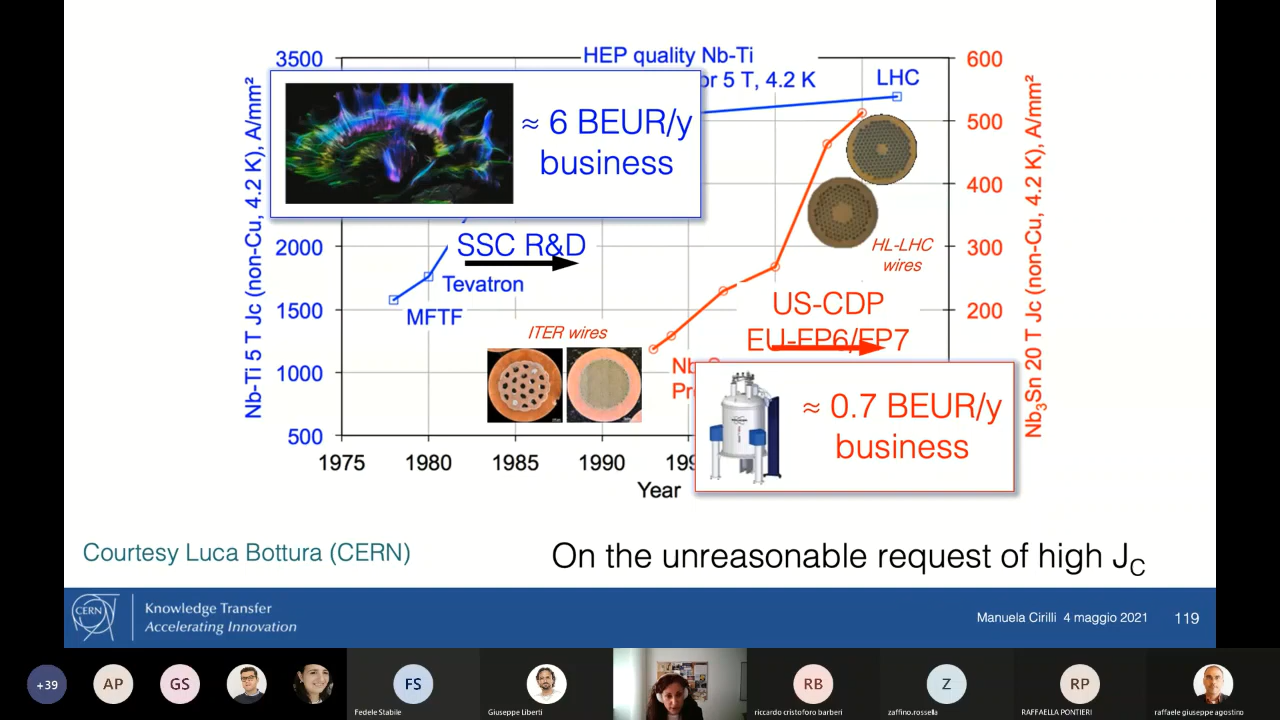 HEP quality Nb-Ti
or 5 T, 4.2 K
LHC
3500
2000
1500
1000
500
Nb-Ti 5 T Jc (non-Cu, 4.2 K), A/mm²
600
500
400
300
200
Nb₃Sn 20 T Jc (non-Cu, 4.2 K), A/mm²
≈ 6 BEUR/y
business
SSC R&D
Tevatron
MFTF
HL-LHC
wires
ITER wires
US-CDP
EU-FP6/FP7
Nb
Pr
≈ 0.7 BEUR/y
business
1975
1980
1985
1990
199
Year
Courtesy Luca Bottura (CERN)
On the unreasonable request of high J_C
CERN
Knowledge Transfer
Accelerating Innovation
Manuela Cirilli 4 maggio 2021
119
+39
AP
GS
FS
RB
Z
RP
Fedele Stabile
Giuseppe Liberti
riccardo cristoforo barberi
zaffino.rossella
RAFFAELLA PONTIERI
raffaele giuseppe agostino